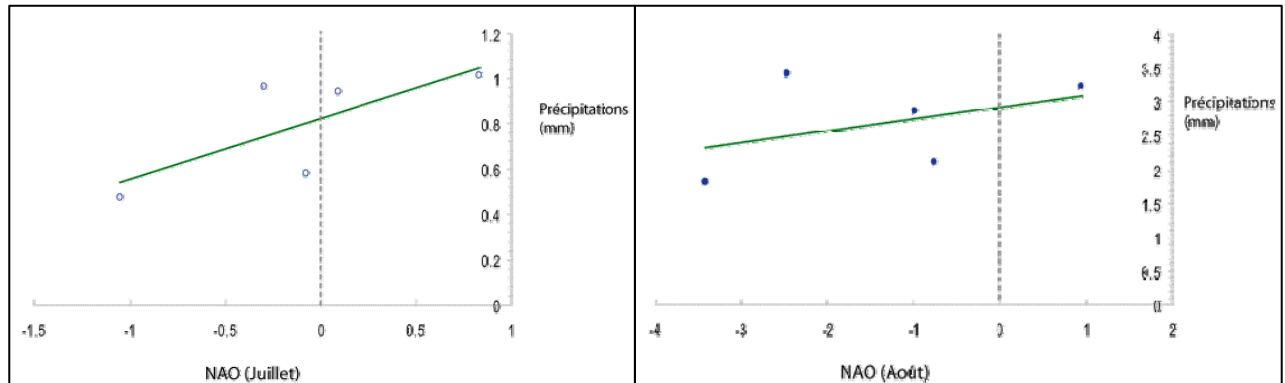 1.2
1
0.8
0.6
0.4
0.2
0
Précipitations
(mm)
-1.5 -1 -0,5 0 0,5 1
NAO (Juillet)
4
3.5
3
2.5
2
1.5
1
0.5
0
Précipitations
(mm)
-4 -3 -2 -1 0 1 2
NAO (Août)